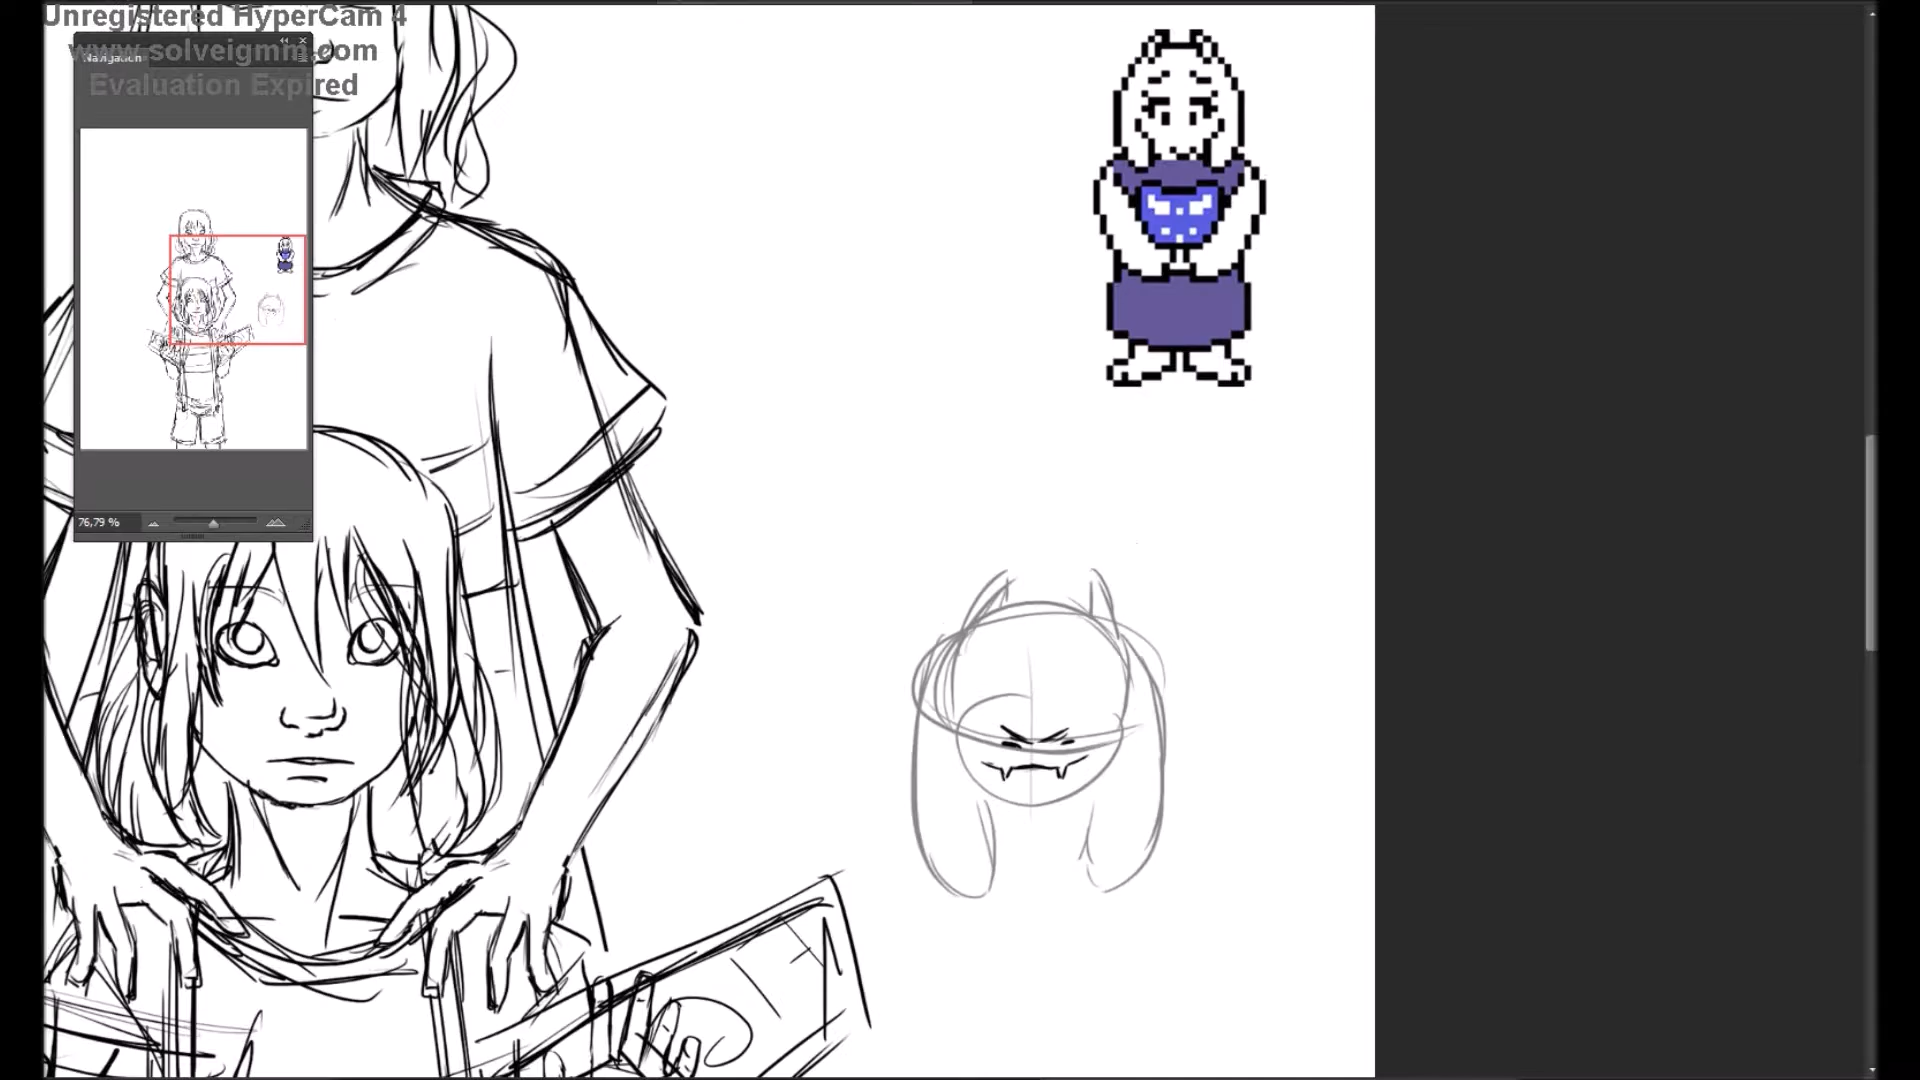 Unregistered HyperCam 4
www.solveigmm.com
Evaluation Expired
Navigation
76,79 %